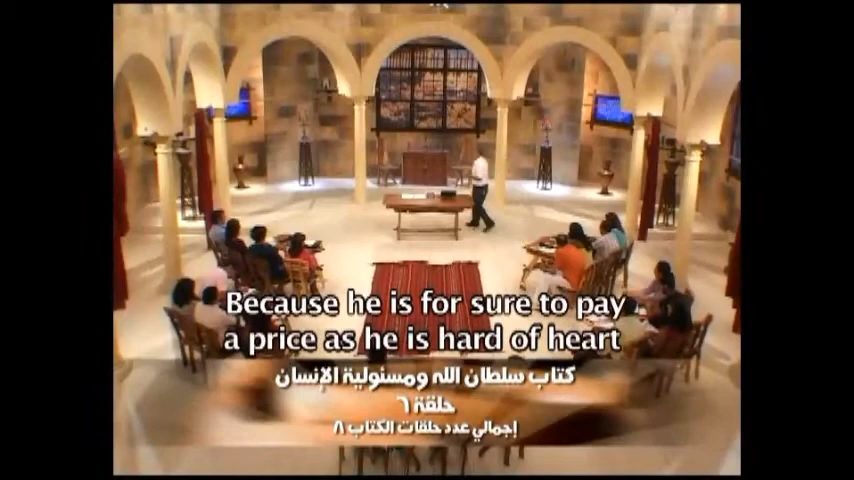 Because he is for sure to pay
a price as he is hard of heart
كتاب سلطان الله ومسئولية الإنسان
حلقة ٦
إجمالي عدد حلقات الكتاب ٨